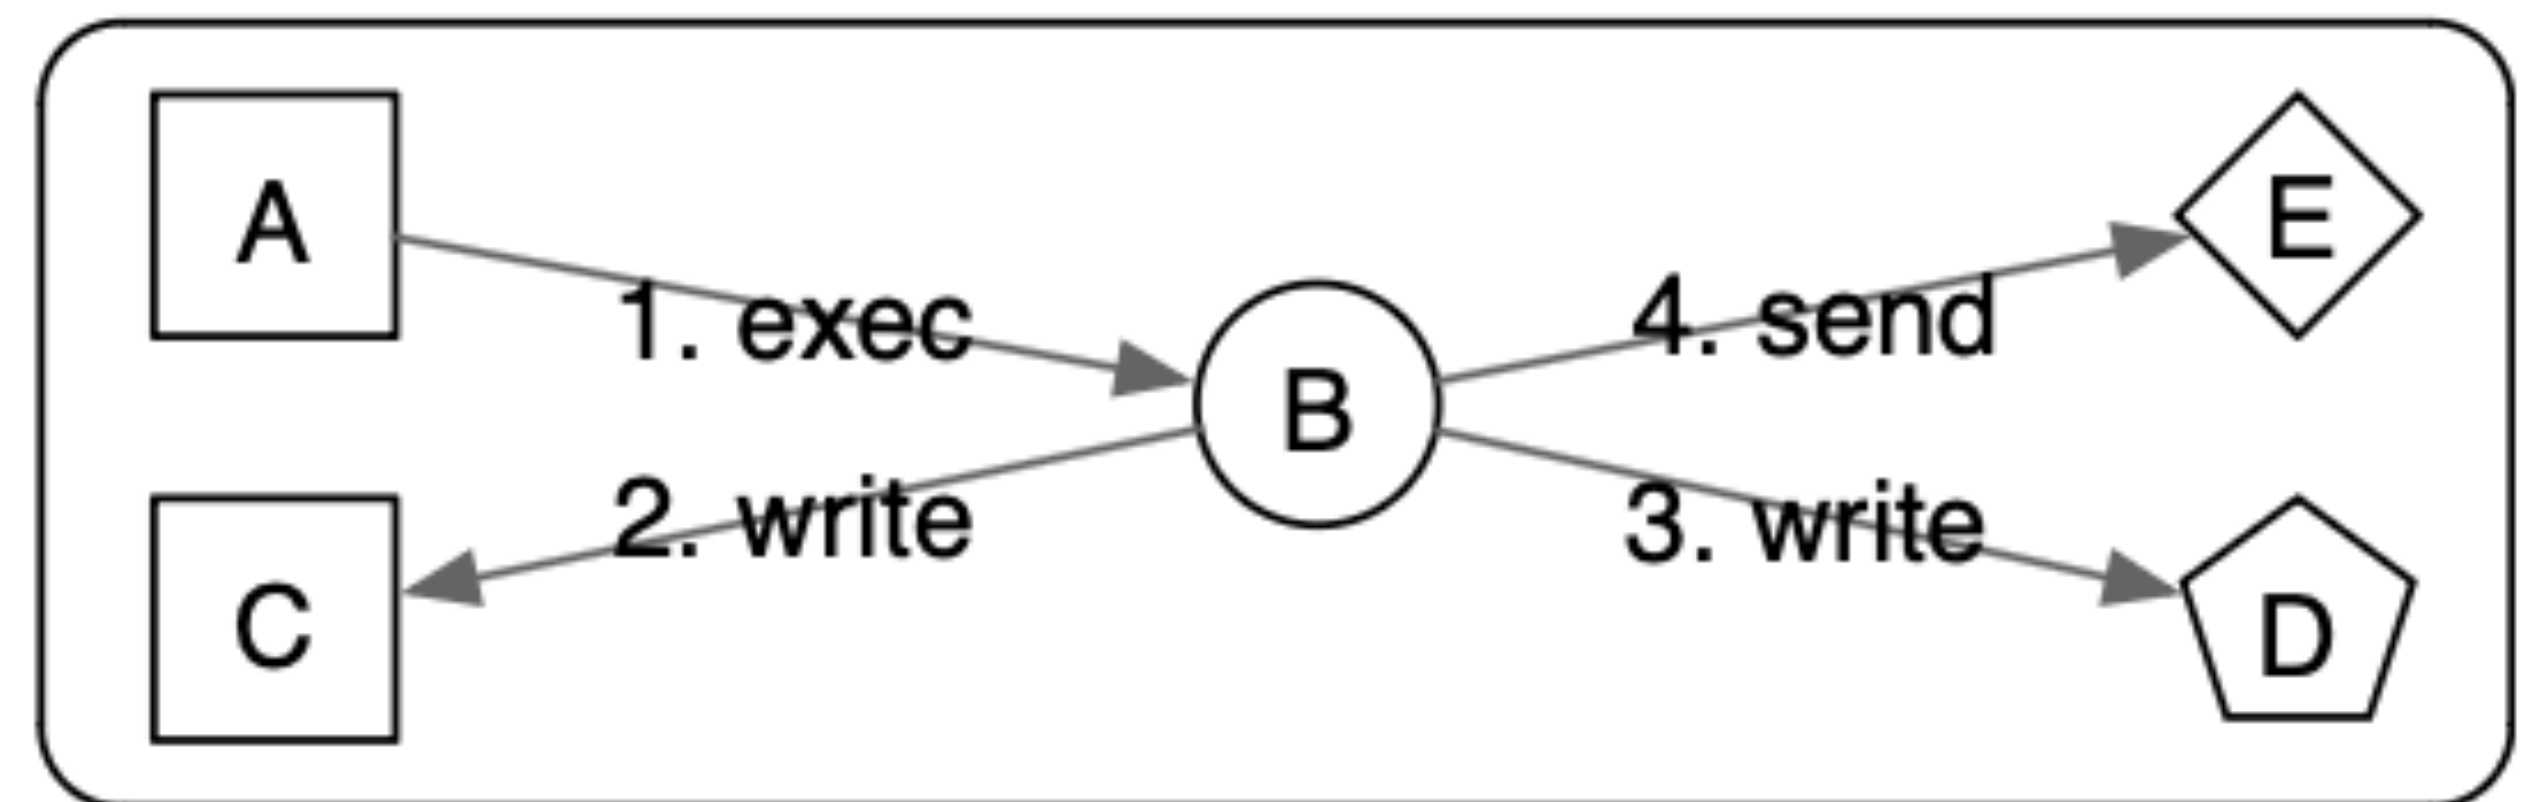 A
E
1. exec
4. send
B
2. write
3. write
C
D